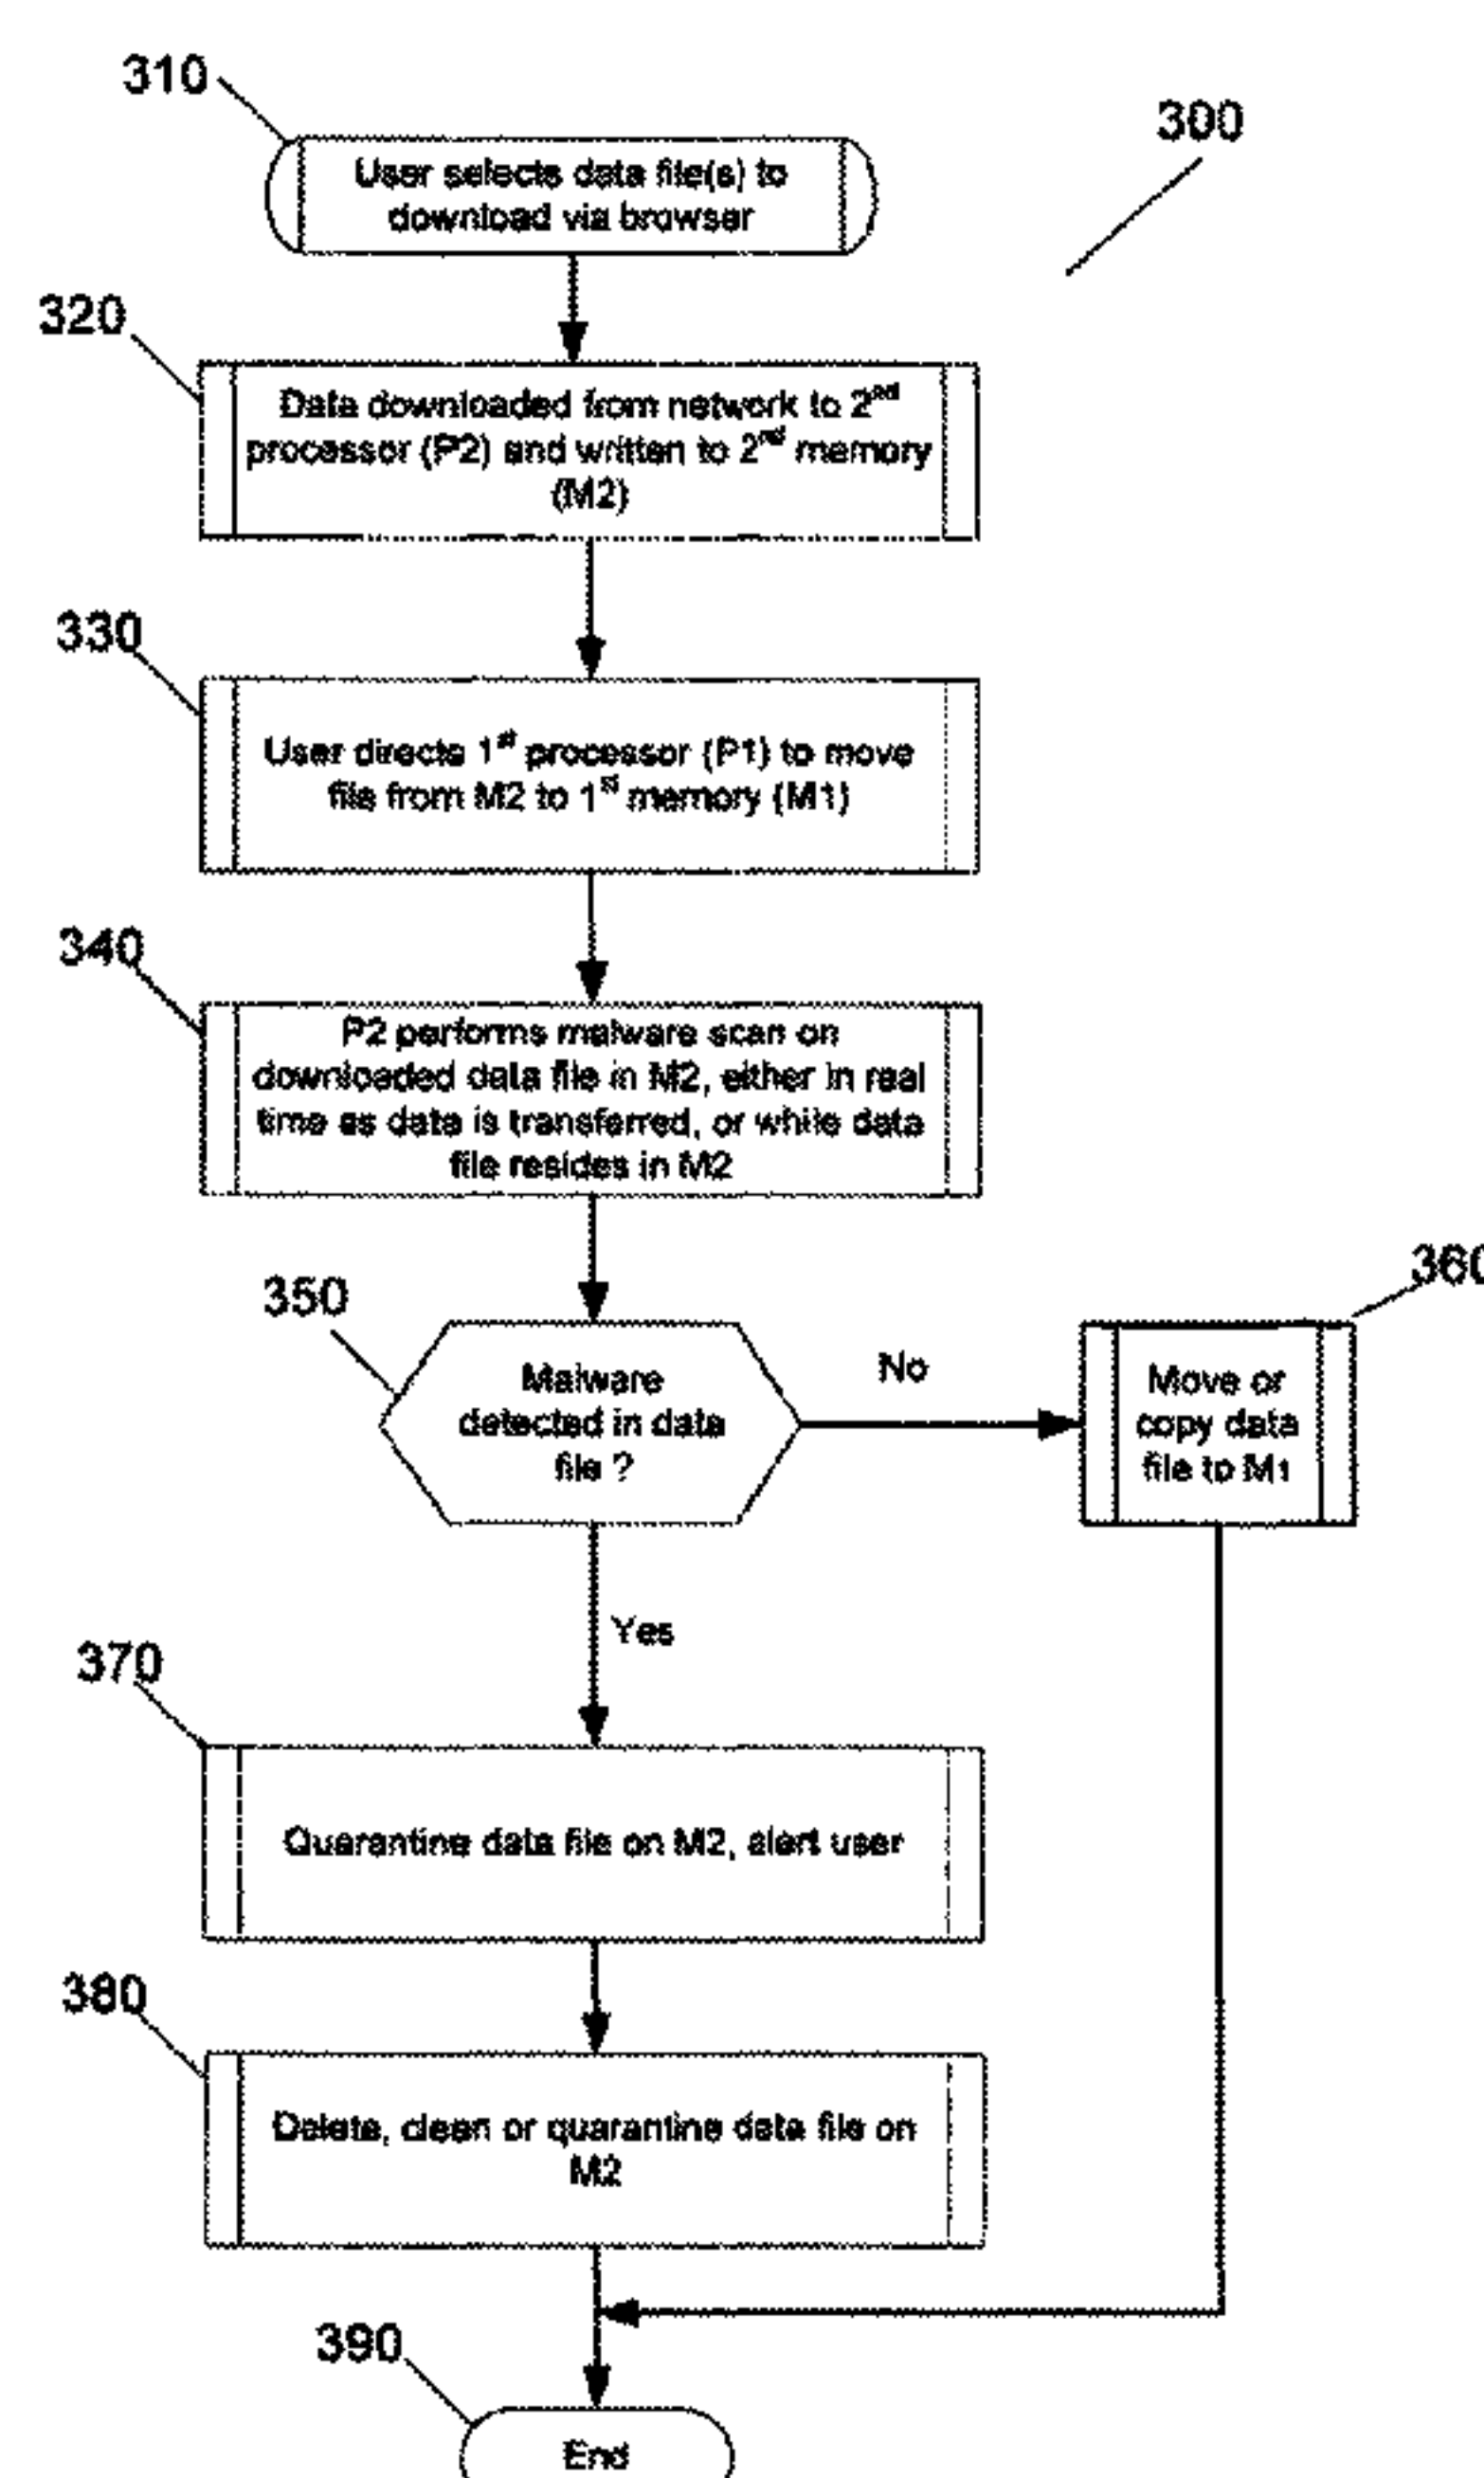 310
300
User selects data file(s) to
download via browser
320
Data downloaded from network to 2nd
processor (P2) and written to 2nd memory
(M2)
330
User directs 1st processor (P1) to move
file from M2 to 1st memory (M1)
340
P2 performs malware scan on
downloaded data file in M2, either in real
time as data is transferred, or while data
file resides in M2
350
360
Malware
detected in data
file ?
No
Move or
copy data
file to M1
Yes
370
Quarantine data file on M2, alert user
380
Delete, clean or quarantine data file on
M2
390
End